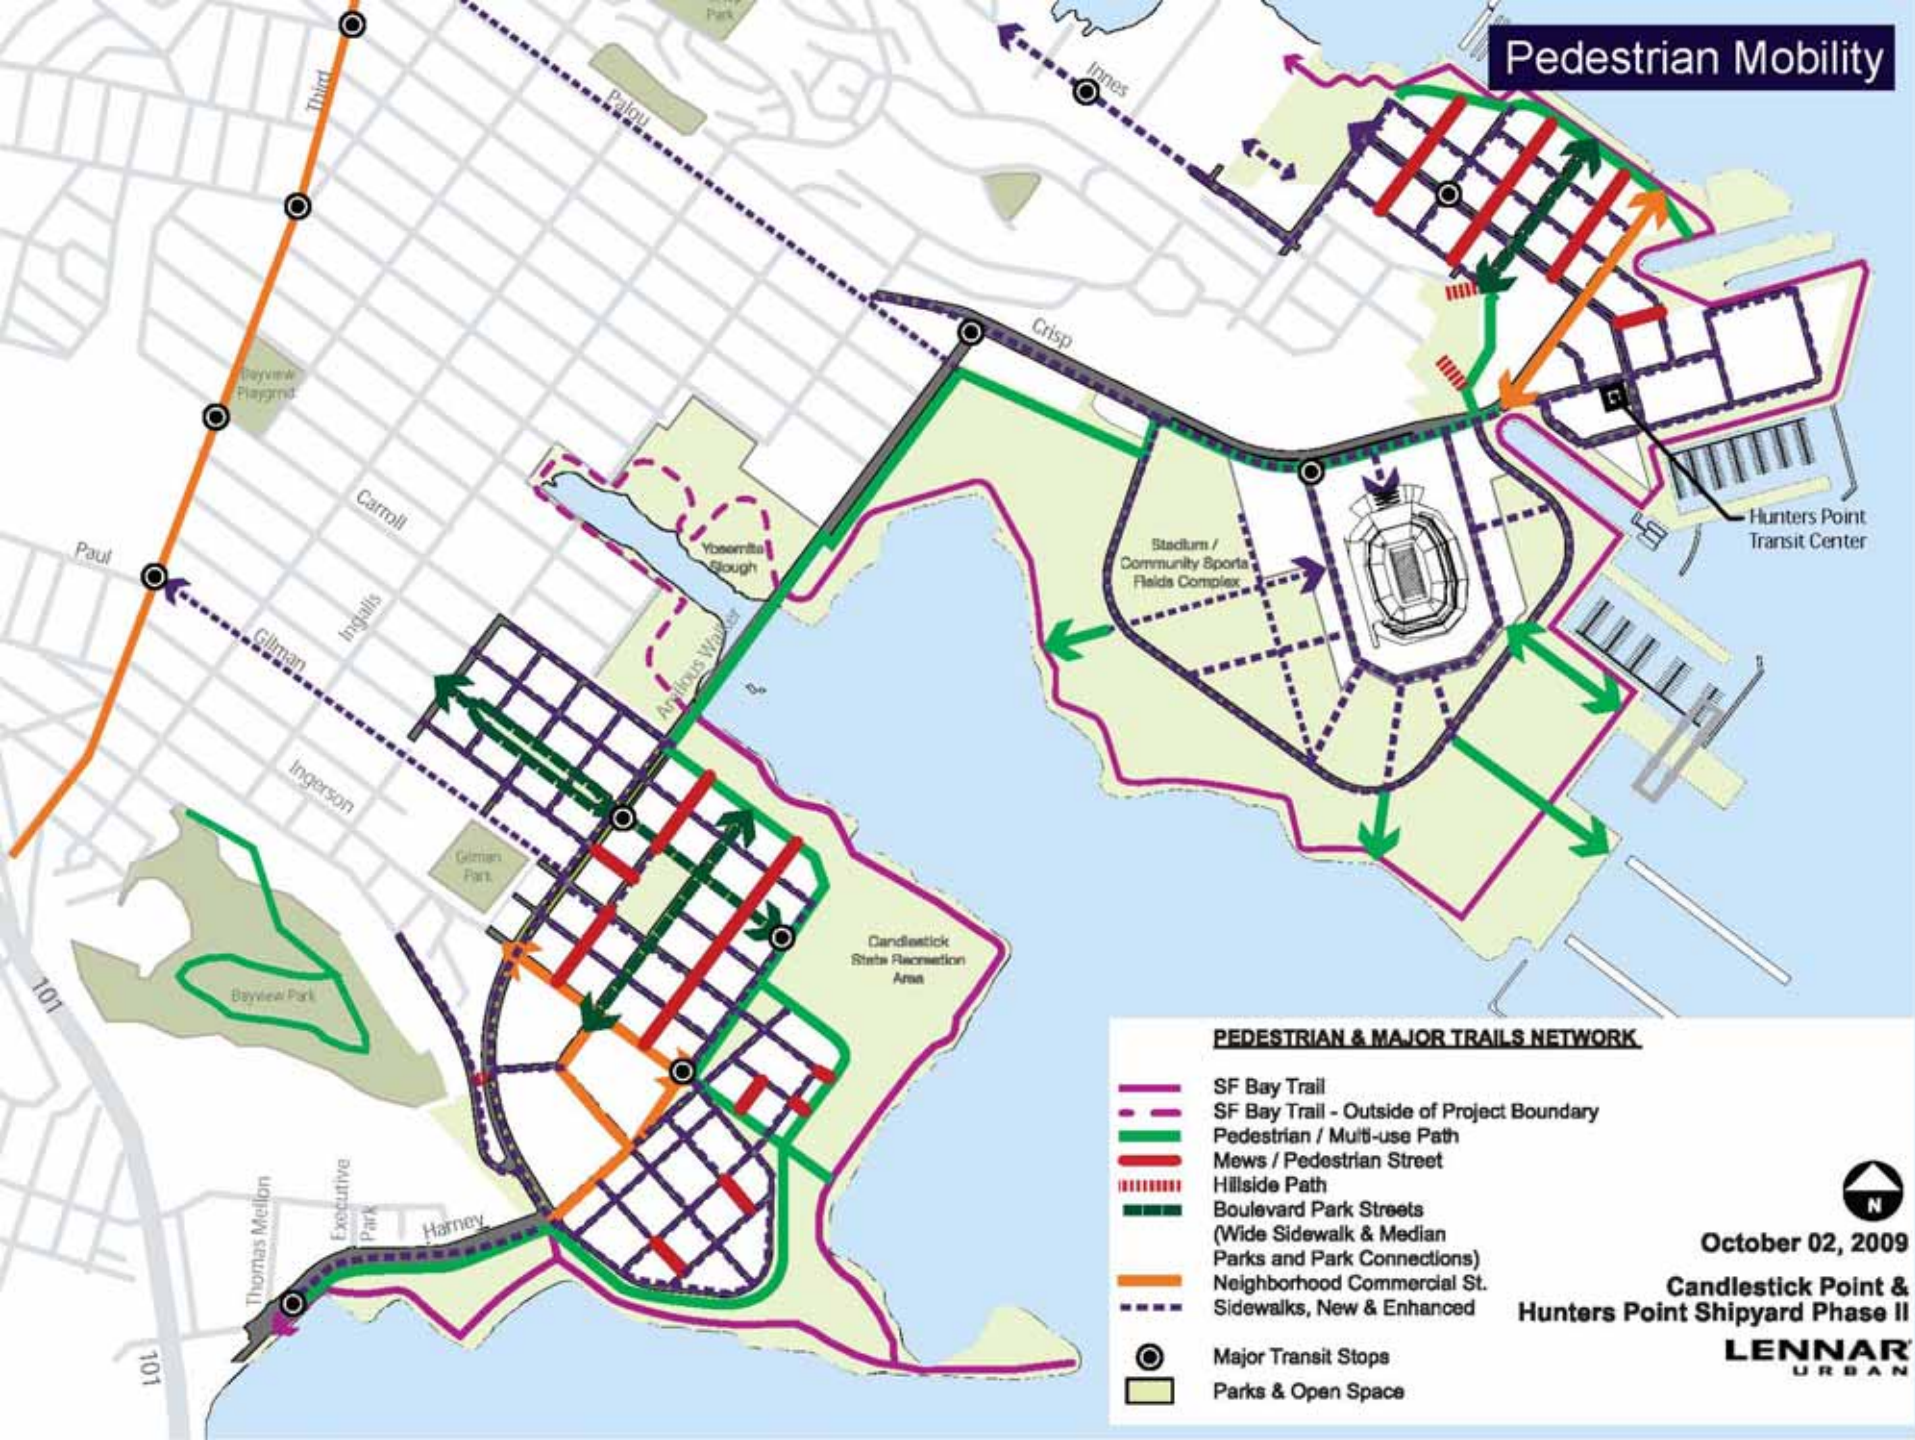 Pedestrian Mobility
Park
Third
Palou
Innes
Crisp
Bayview
Playgrnd
Carroll
Paul
Ingalls
Gilman
Ingerson
Yosemite
Slough
Stadium /
Community Sports
Fields Complex
Hunters Point
Transit Center
Gilman
Park
Candlestick
State Recreation
Area
Bayview Park
101
Thomas Mellon
Executive
Park
Harney
101
PEDESTRIAN & MAJOR TRAILS NETWORK
SF Bay Trail
SF Bay Trail - Outside of Project Boundary
Pedestrian / Multi-use Path
Mews / Pedestrian Street
Hillside Path
Boulevard Park Streets
(Wide Sidewalk & Median
Parks and Park Connections)
Neighborhood Commercial St.
Sidewalks, New & Enhanced
Major Transit Stops
Parks & Open Space
N
October 02, 2009
Candlestick Point &
Hunters Point Shipyard Phase II
LENNAR
URBAN